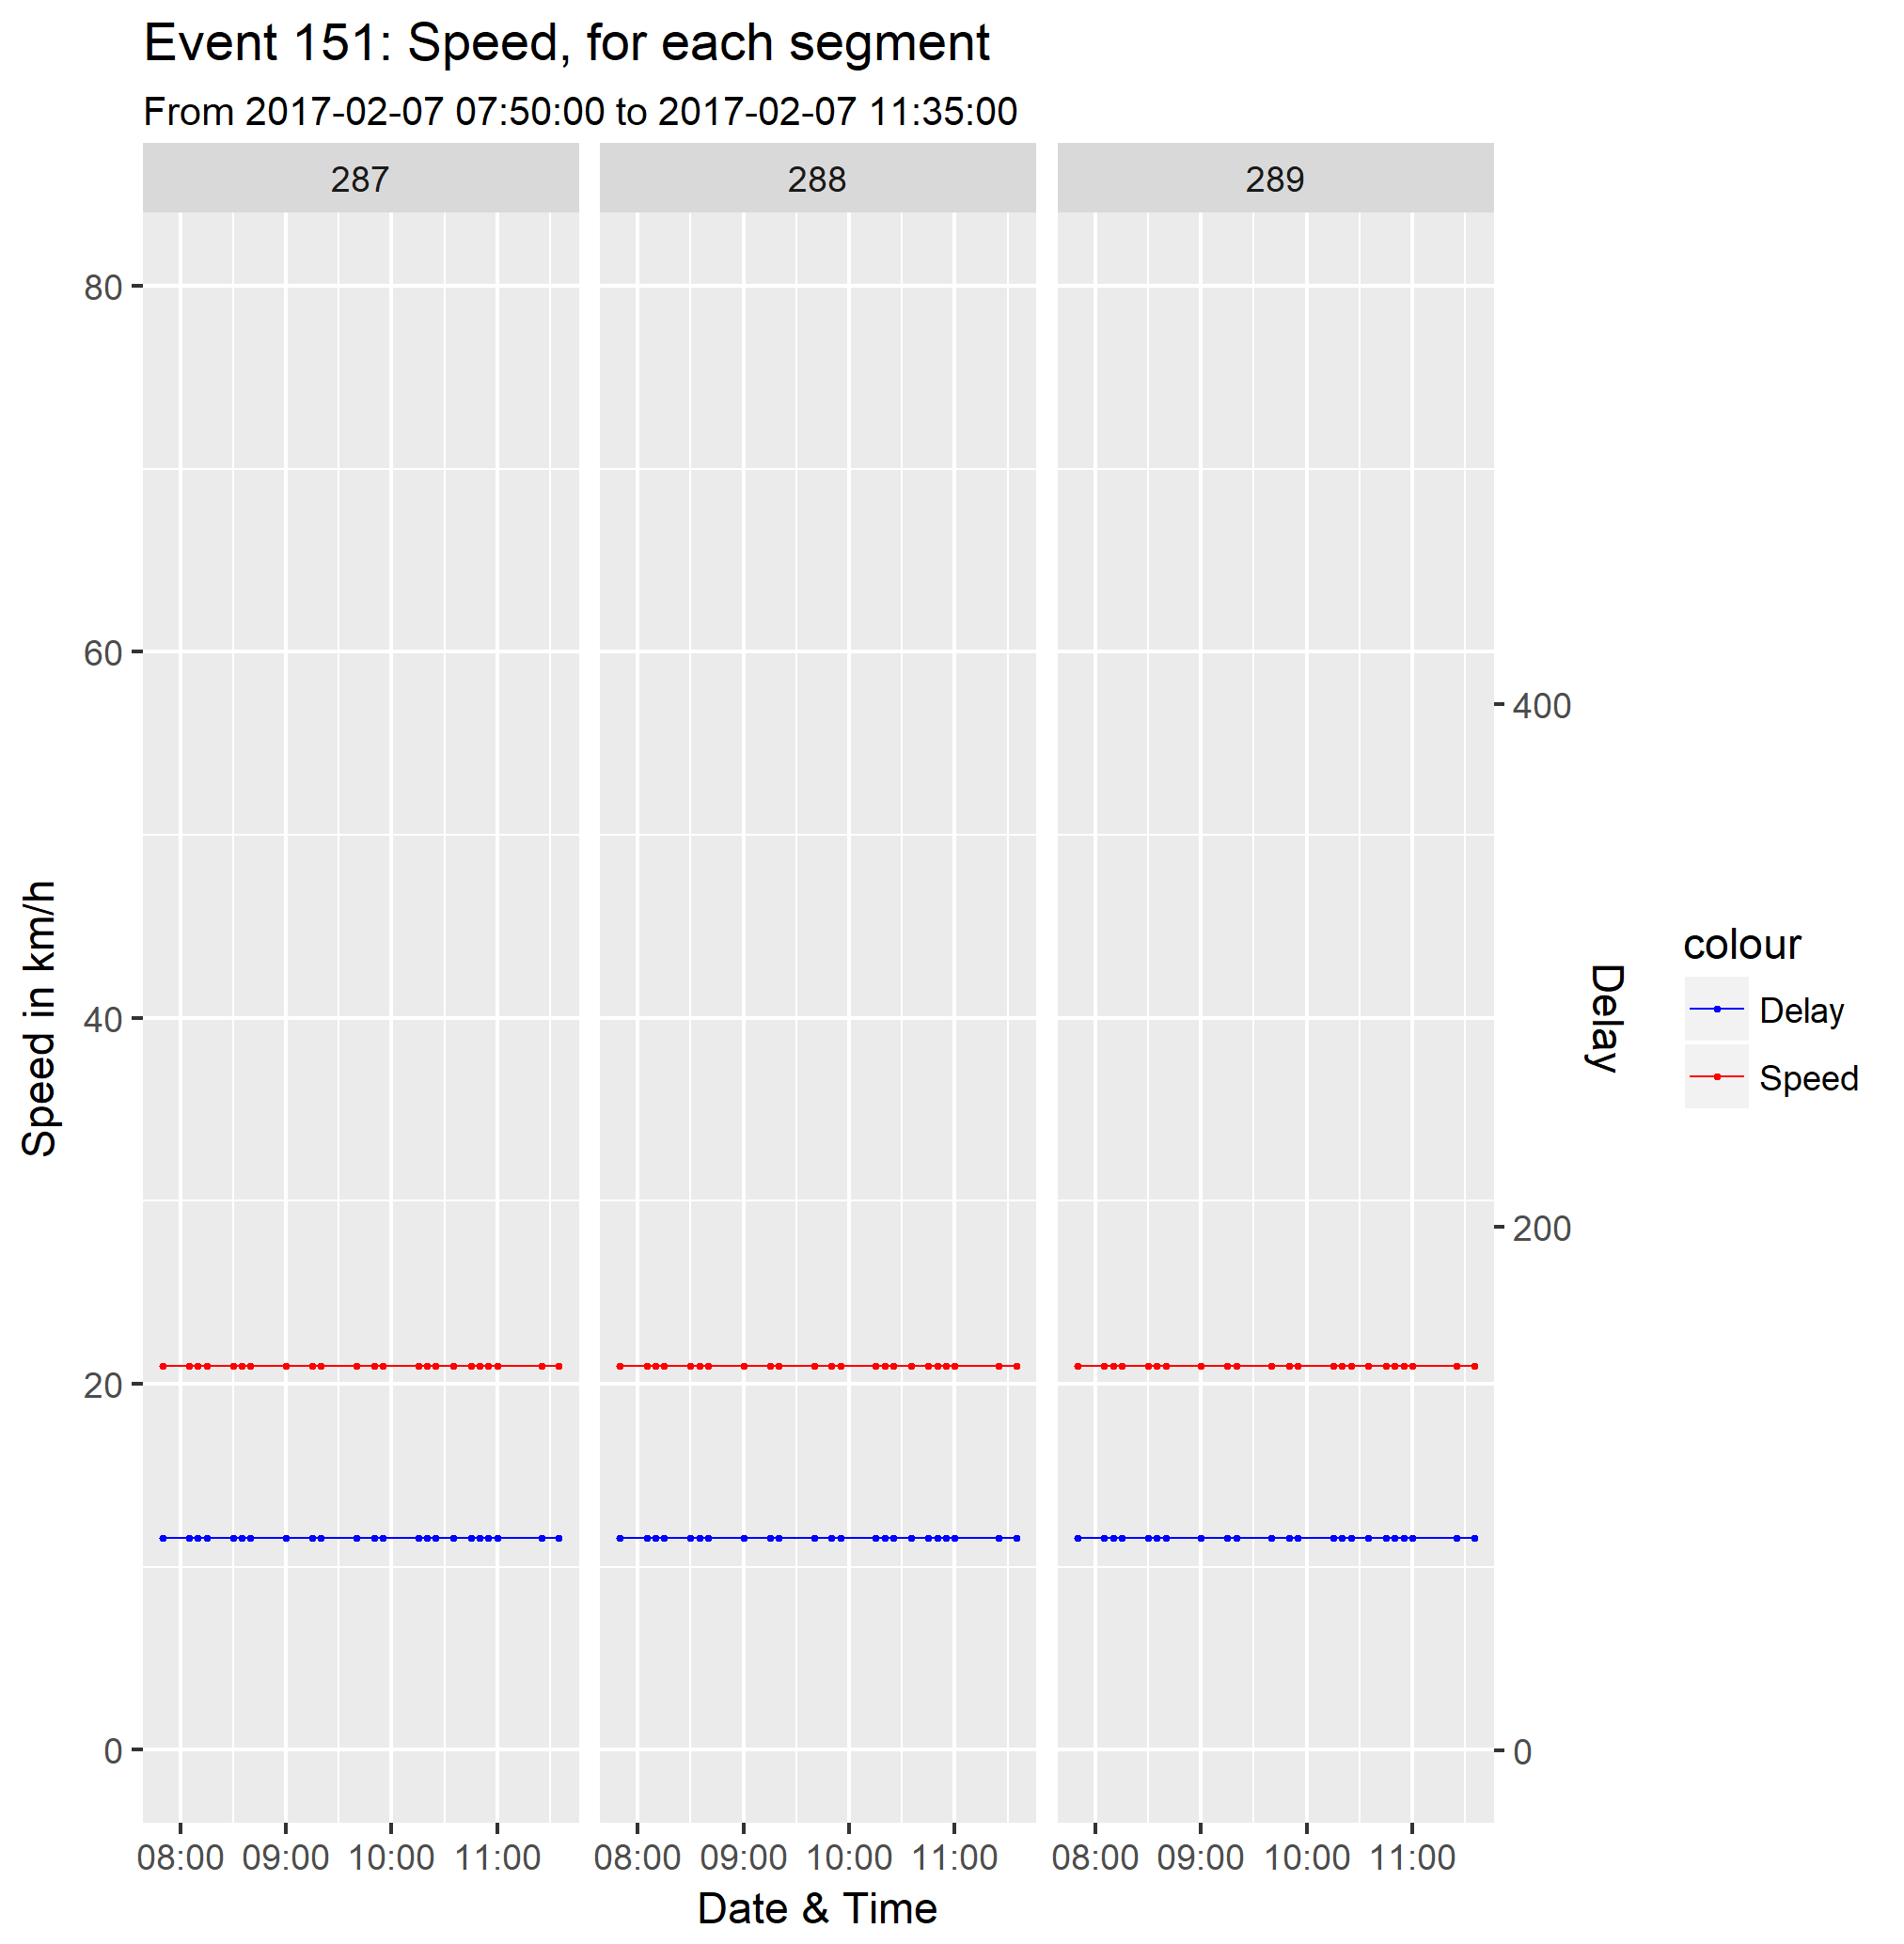 Event 151: Speed, for each segment
From 2017-02-07 07:50:00 to 2017-02-07 11:35:00
287 288 289
80
60
40
20
0
Speed in km/h
400
200
0
Delay
08:00 09:00 10:00 11:00 08:00 09:00 10:00 11:00 08:00 09:00 10:00 11:00
Date & Time
colour
Delay
Speed